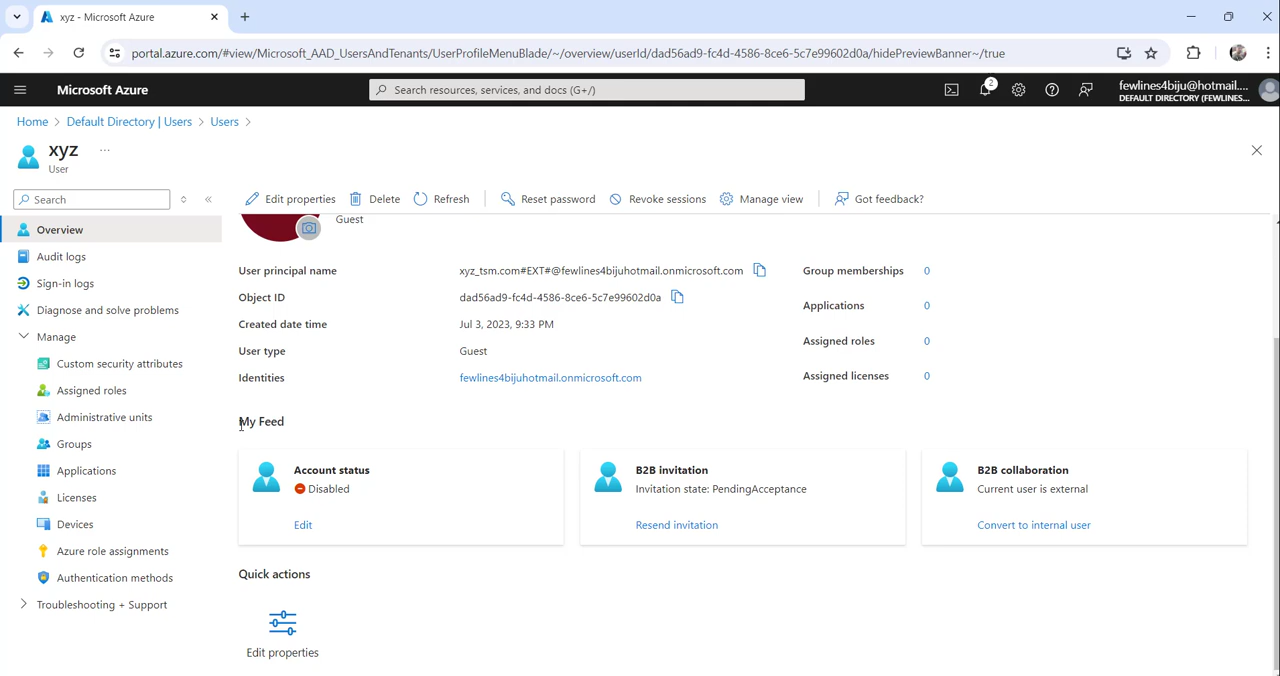 xyz - Microsoft Azure
portal.azure.com/#view/Microsoft_AAD_UsersAndTenants/UserProfileMenuBlade/~/overview/userId/dad56ad9-fc4d-4586-8ce6-5c7e99602d0a/hidePreviewBanner~/true
Microsoft Azure
Search resources, services, and docs (G+/)
2
fewlines4biju@hotmail....
DEFAULT DIRECTORY (FEWLINES...
Home > Default Directory | Users > Users >
xyz ...
User
Search
Edit properties Delete Refresh Reset password Revoke sessions Manage view Got feedback?
Overview
Audit logs
Sign-in logs
Diagnose and solve problems
Manage
Custom security attributes
Assigned roles
Administrative units
Groups
Applications
Licenses
Devices
Azure role assignments
Authentication methods
Troubleshooting + Support
Guest
User principal name xyz_tsm.com#EXT#@fewlines4bijuhotmail.onmicrosoft.com
Object ID dad56ad9-fc4d-4586-8ce6-5c7e99602d0a
Created date time Jul 3, 2023, 9:33 PM
User type Guest
Identities fewlines4bijuhotmail.onmicrosoft.com
Group memberships 0
Applications 0
Assigned roles 0
Assigned licenses 0
My Feed
Account status
Disabled
Edit
B2B invitation
Invitation state: PendingAcceptance
Resend invitation
B2B collaboration
Current user is external
Convert to internal user
Quick actions
Edit properties